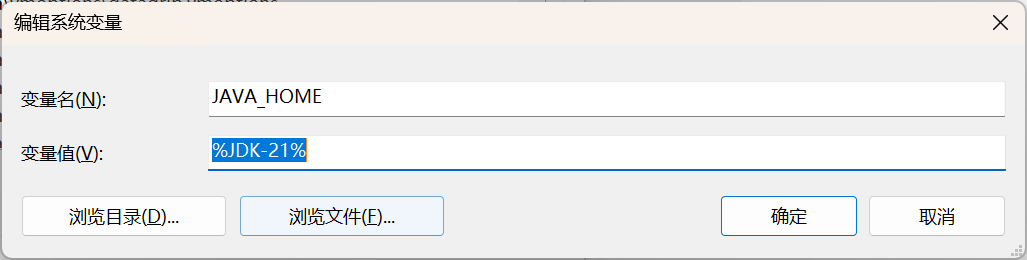 编辑系统变量
变量名(N):
JAVA_HOME
变量值(V):
%JDK-21%
浏览目录(D)...
浏览文件(F)...
确定
取消